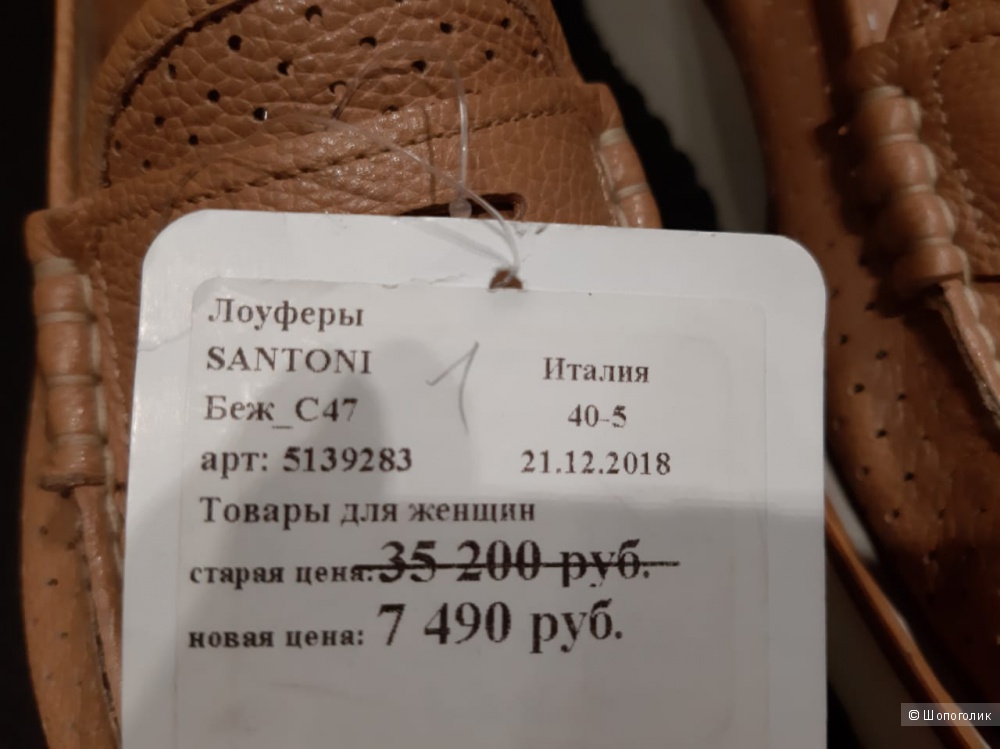 Лоуферы
SANTONI Италия
Беж_С47 40-5
арт: 5139283 21.12.2018
Товары для женщин
старая цена: 35 200 руб.
новая цена: 7 490 руб.
© Шопоголик